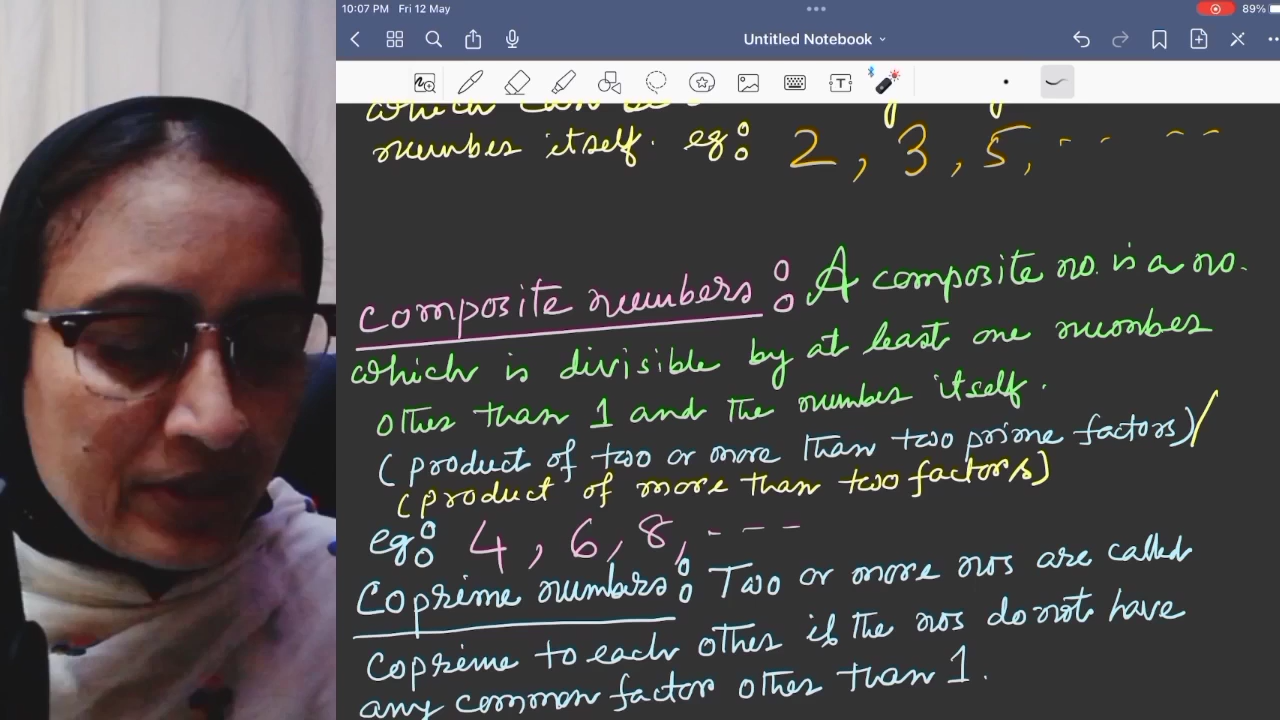 10:07 PM Fri 12 May
89%
Untitled Notebook
T
which can be
number itself. eg: 2, 3, 5, -- --
composite numbers: A composite no. is a no.
which is divisible by at least one number
other than 1 and the number itself.
(product of two or more than two prime factors)/
(product of more than two factors)
eg: 4, 6, 8, ---
Coprime numbers: Two or more nos are called
Coprime to each other if the nos do not have
any common factor other than 1.